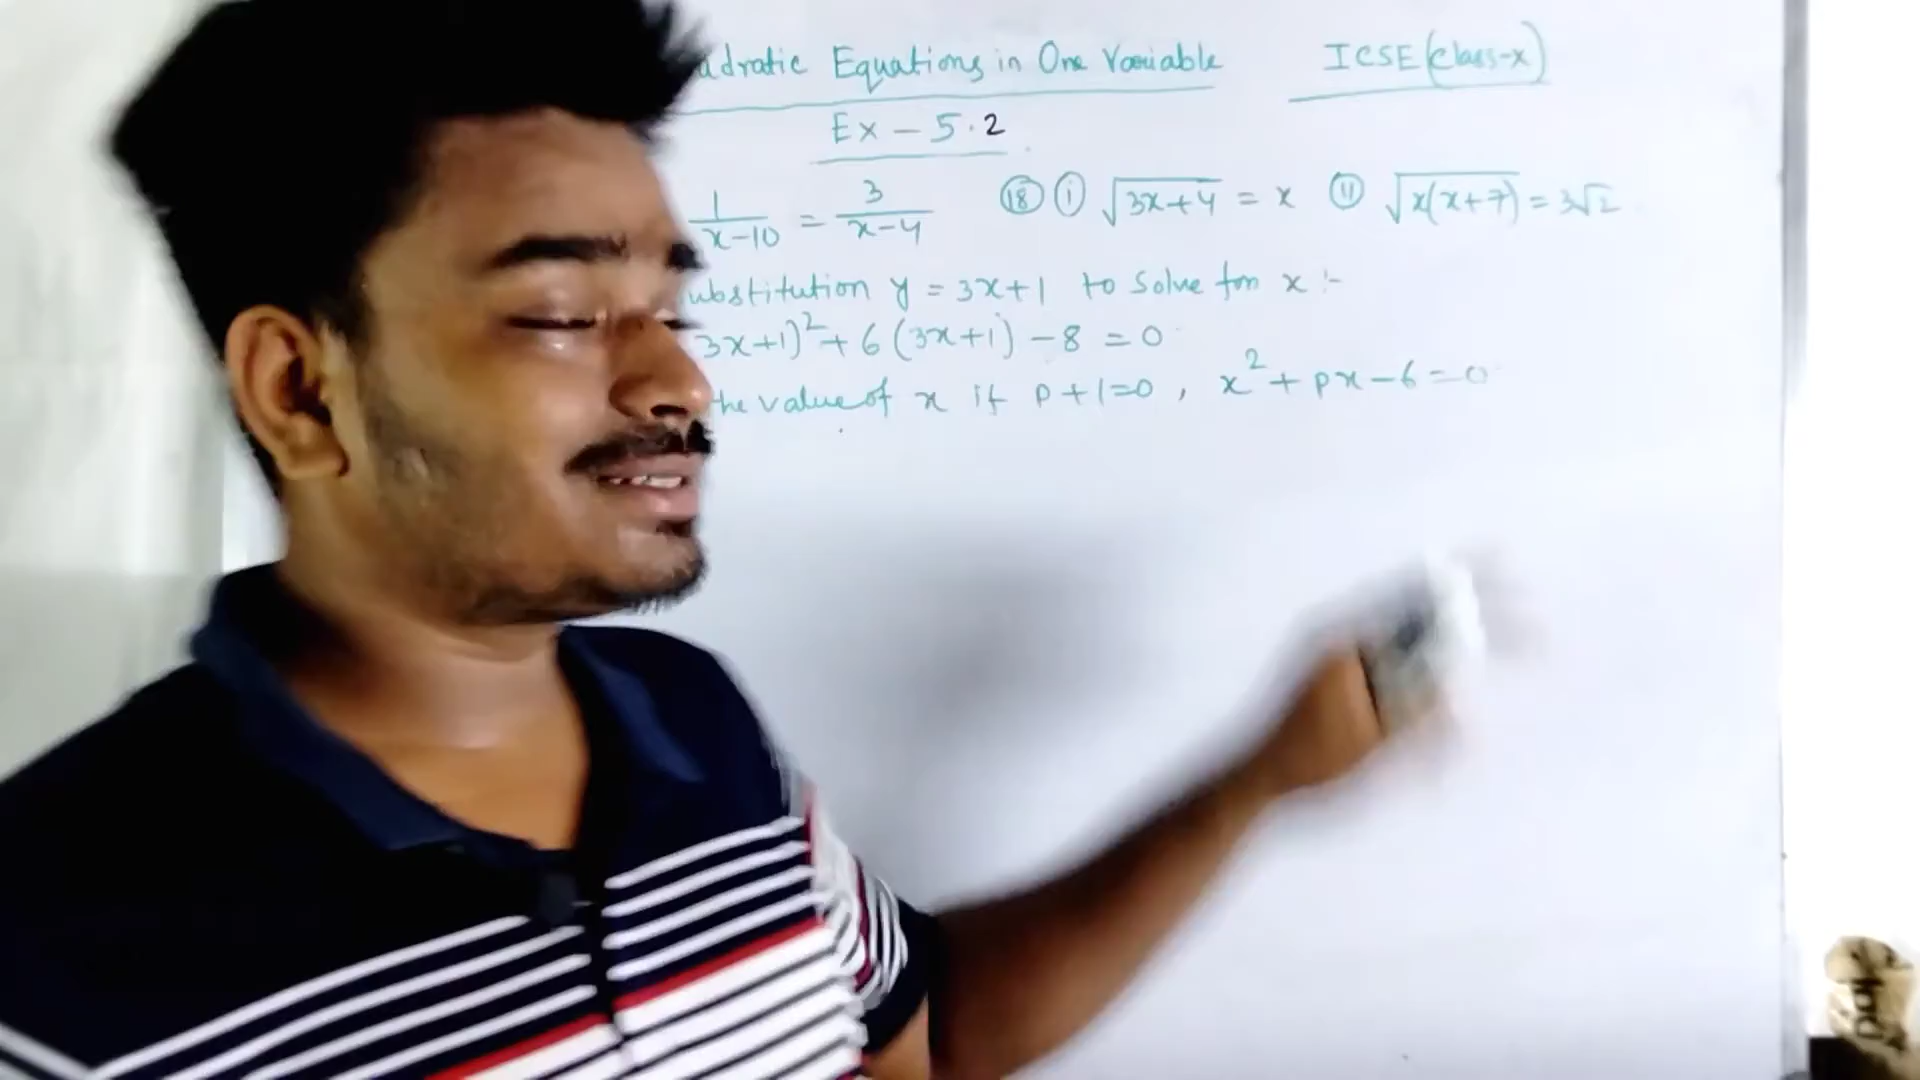 adratic Equations in One Variable ICSE (Class-X)
Ex - 5.2
1/(x-10) = 3/(x-4) (18) (i) √(3x+4) = x (ii) √(x(x+7)) = 3√2
ubstitution y = 3x+1 to Solve for x :-
3x+1)² + 6(3x+1) - 8 = 0
the value of x if p+1=0, x² + px - 6 = 0